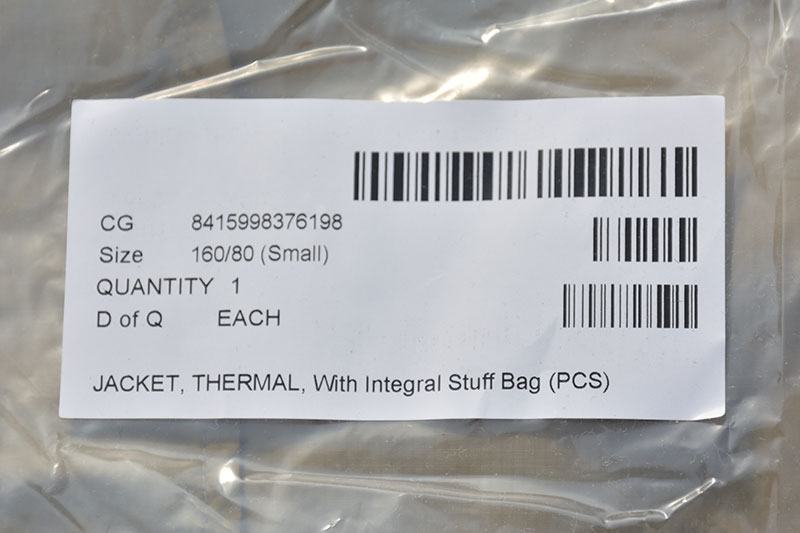 CG 8415998376198
Size 160/80 (Small)
QUANTITY 1
D of Q EACH
JACKET, THERMAL, With Integral Stuff Bag (PCS)